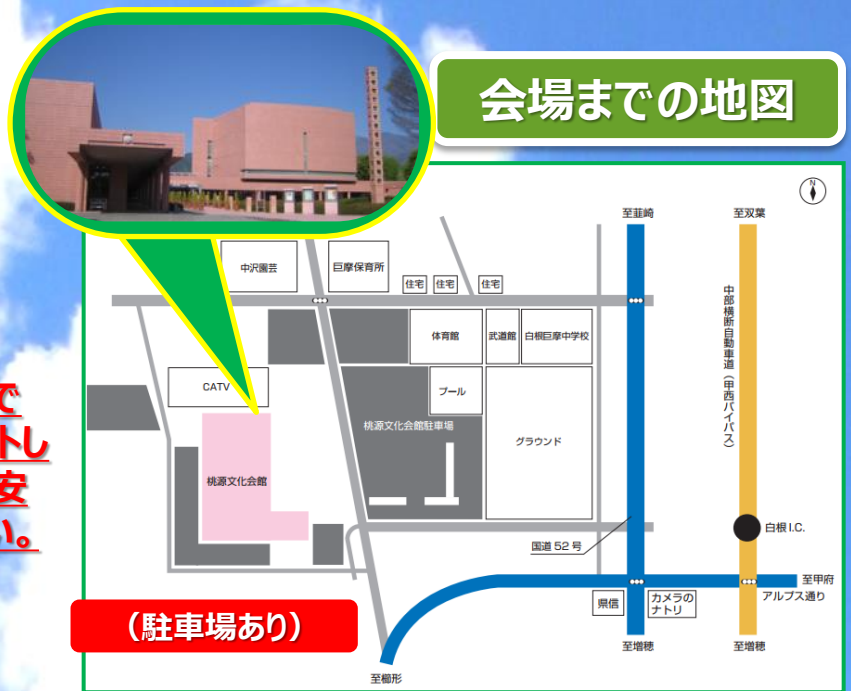 会場までの地図
N
至韮崎
至双葉
中沢園芸
巨摩保育所
住宅
住宅
住宅
中部横断自動車道（甲西バイパス）
体育館
武道館
白根巨摩中学校
CATV
プール
桃源文化会館駐車場
グラウンド
桃源文化会館
で
トし
安
い。
白根 I.C.
国道 52 号
至甲府
アルプス通り
県信
カメラの
ナトリ
（駐車場あり）
至増穂
至増穂
至櫛形